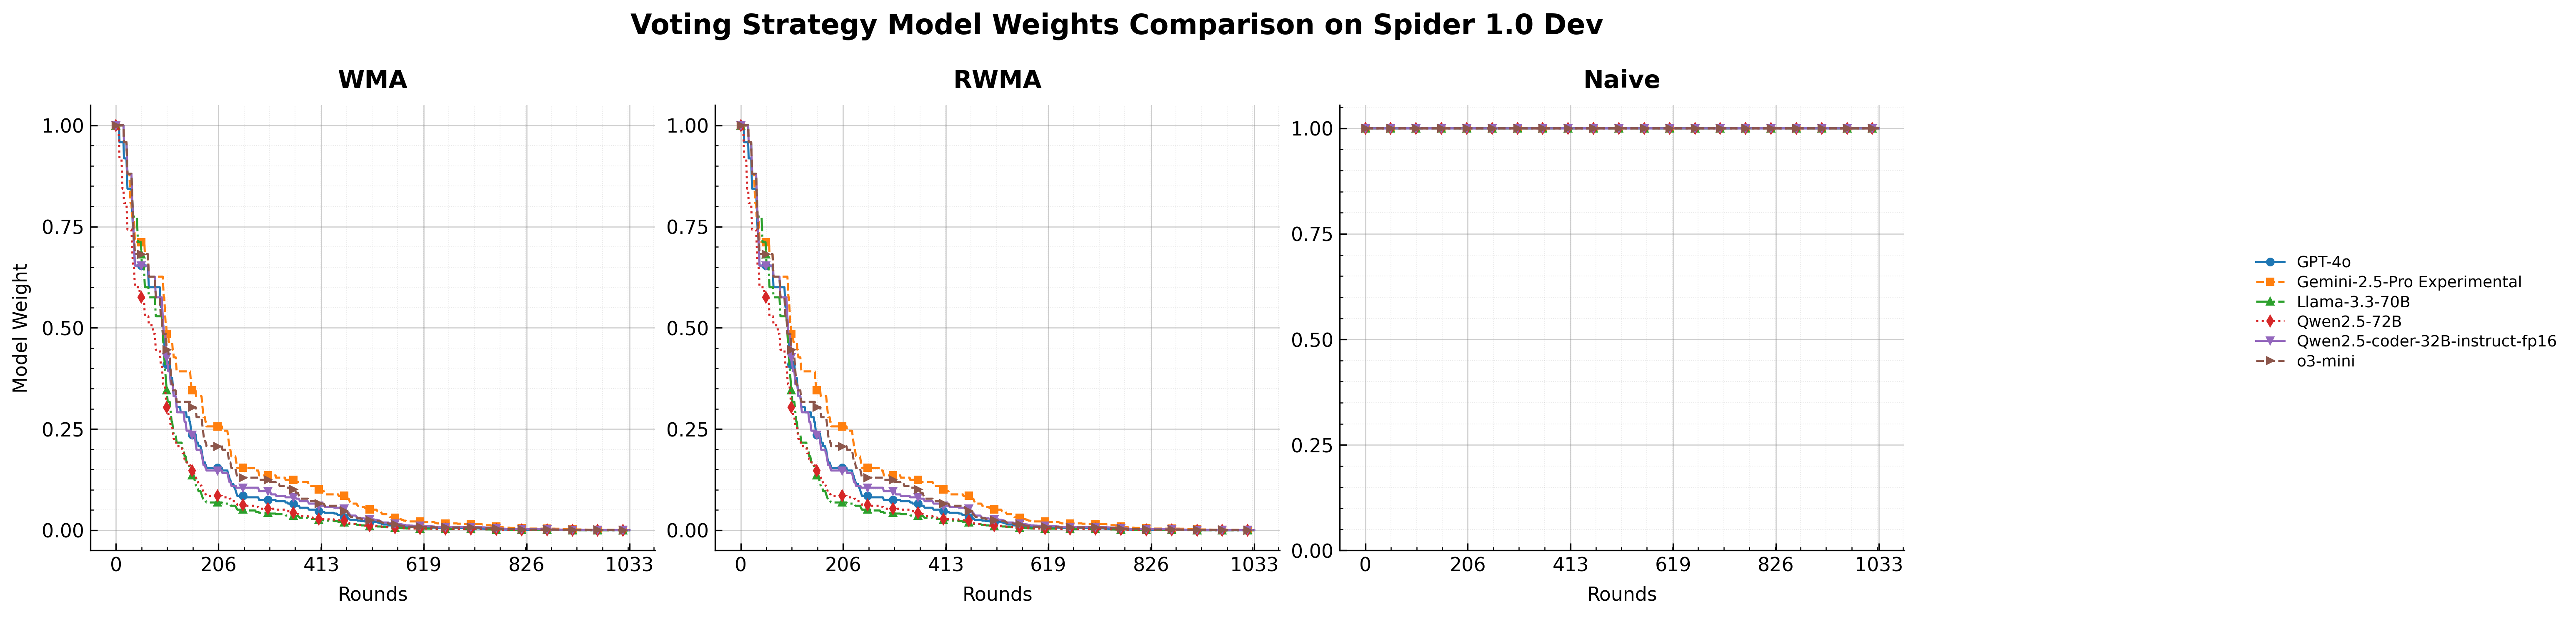 Voting Strategy Model Weights Comparison on Spider 1.0 Dev
WMA
RWMA
Naive
Model Weight
1.00
0.75
0.50
0.25
0.00
0 206 413 619 826 1033
Rounds
1.00
0.75
0.50
0.25
0.00
0 206 413 619 826 1033
Rounds
1.00
0.75
0.50
0.25
0.00
0 206 413 619 826 1033
Rounds
GPT-4o
Gemini-2.5-Pro Experimental
Llama-3.3-70B
Qwen2.5-72B
Qwen2.5-coder-32B-instruct-fp16
o3-mini